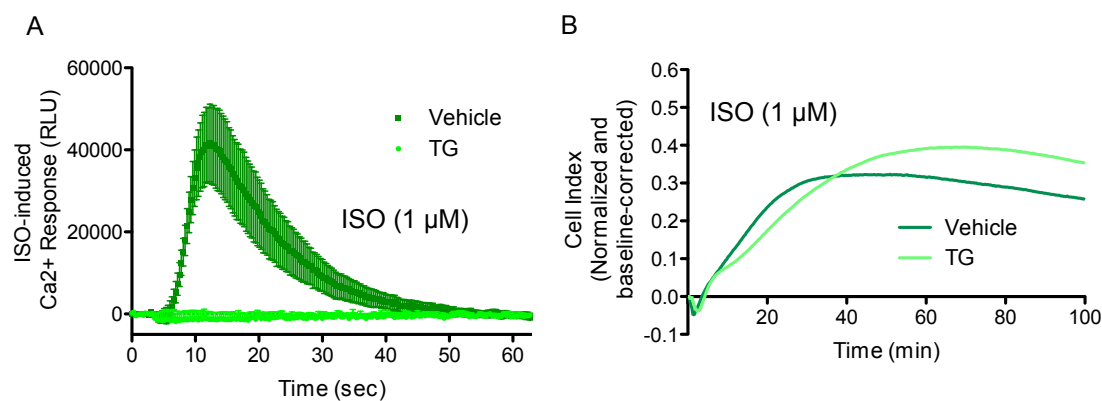 A
ISO-induced
Ca2+ Response (RLU)
60000
40000
20000
0
Vehicle
TG
ISO (1 μM)
0
10
20
30
40
50
60
Time (sec)
B
Cell Index
(Normalized and
baseline-corrected)
0.6
0.5
0.4
0.3
0.2
0.1
0.0
-0.1
ISO (1 μM)
Vehicle
TG
20
40
60
80
100
Time (min)